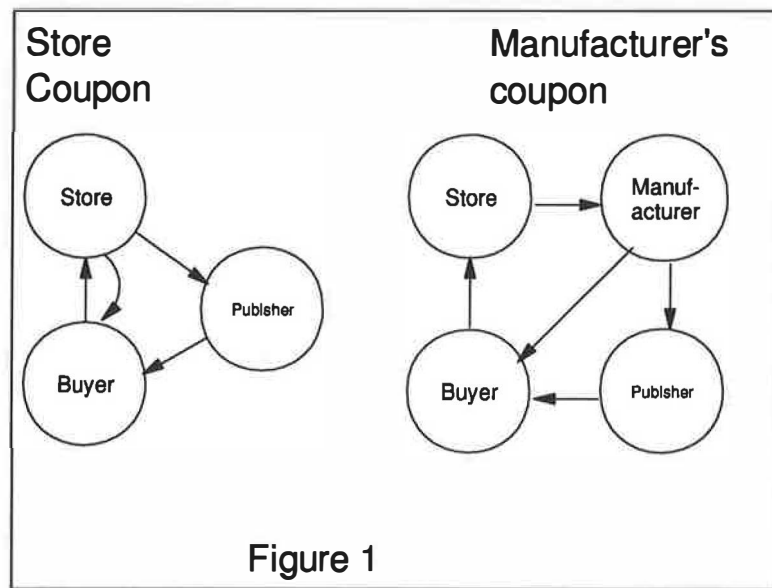 Store
Coupon
Store
Publsher
Buyer
Manufacturer's
coupon
Store
Manuf-
acturer
Buyer
Publsher
Figure 1